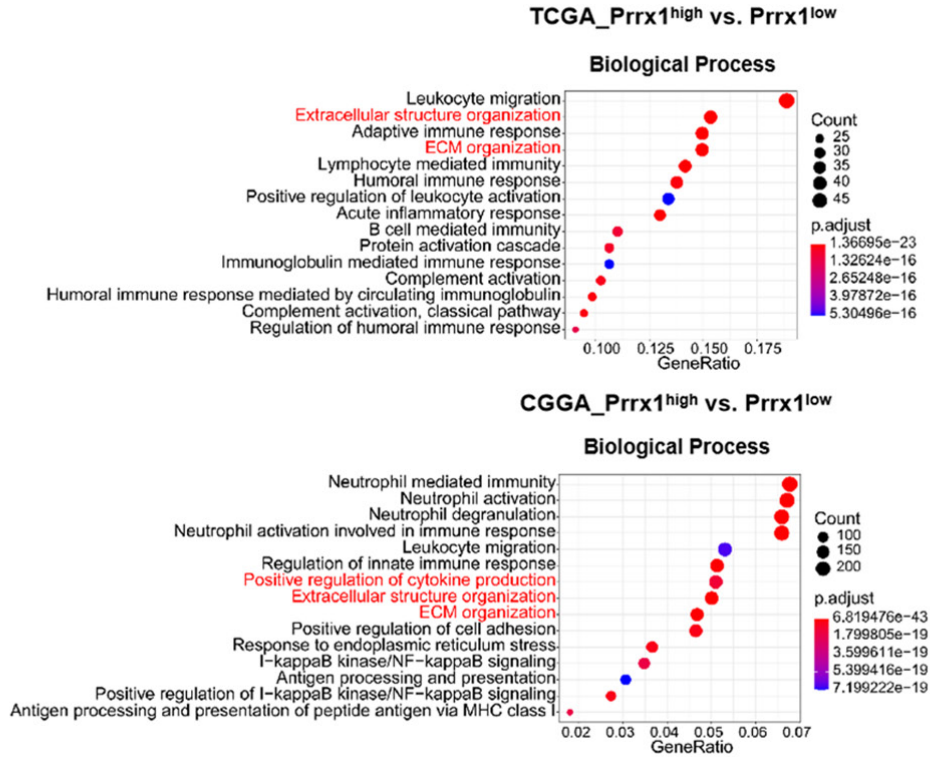 TCGA_Prrx1high vs. Prrx1low
Biological Process
Leukocyte migration
Extracellular structure organization
Adaptive immune response
ECM organization
Lymphocyte mediated immunity
Humoral immune response
Positive regulation of leukocyte activation
Acute inflammatory response
B cell mediated immunity
Protein activation cascade
Immunoglobulin mediated immune response
Complement activation
Humoral immune response mediated by circulating immunoglobulin
Complement activation, classical pathway
Regulation of humoral immune response
0.100 0.125 0.150 0.175
GeneRatio
Count
25
30
35
40
45
p.adjust
1.36695e−23
1.32624e−16
2.65248e−16
3.97872e−16
5.30496e−16
CGGA_Prrx1high vs. Prrx1low
Biological Process
Neutrophil mediated immunity
Neutrophil activation
Neutrophil degranulation
Neutrophil activation involved in immune response
Leukocyte migration
Regulation of innate immune response
Positive regulation of cytokine production
Extracellular structure organization
ECM organization
Positive regulation of cell adhesion
Response to endoplasmic reticulum stress
I−kappaB kinase/NF−kappaB signaling
Antigen processing and presentation
Positive regulation of I−kappaB kinase/NF−kappaB signaling
Antigen processing and presentation of peptide antigen via MHC class I
0.02 0.03 0.04 0.05 0.06 0.07
GeneRatio
Count
100
150
200
p.adjust
6.819476e−43
1.799805e−19
3.599611e−19
5.399416e−19
7.199222e−19